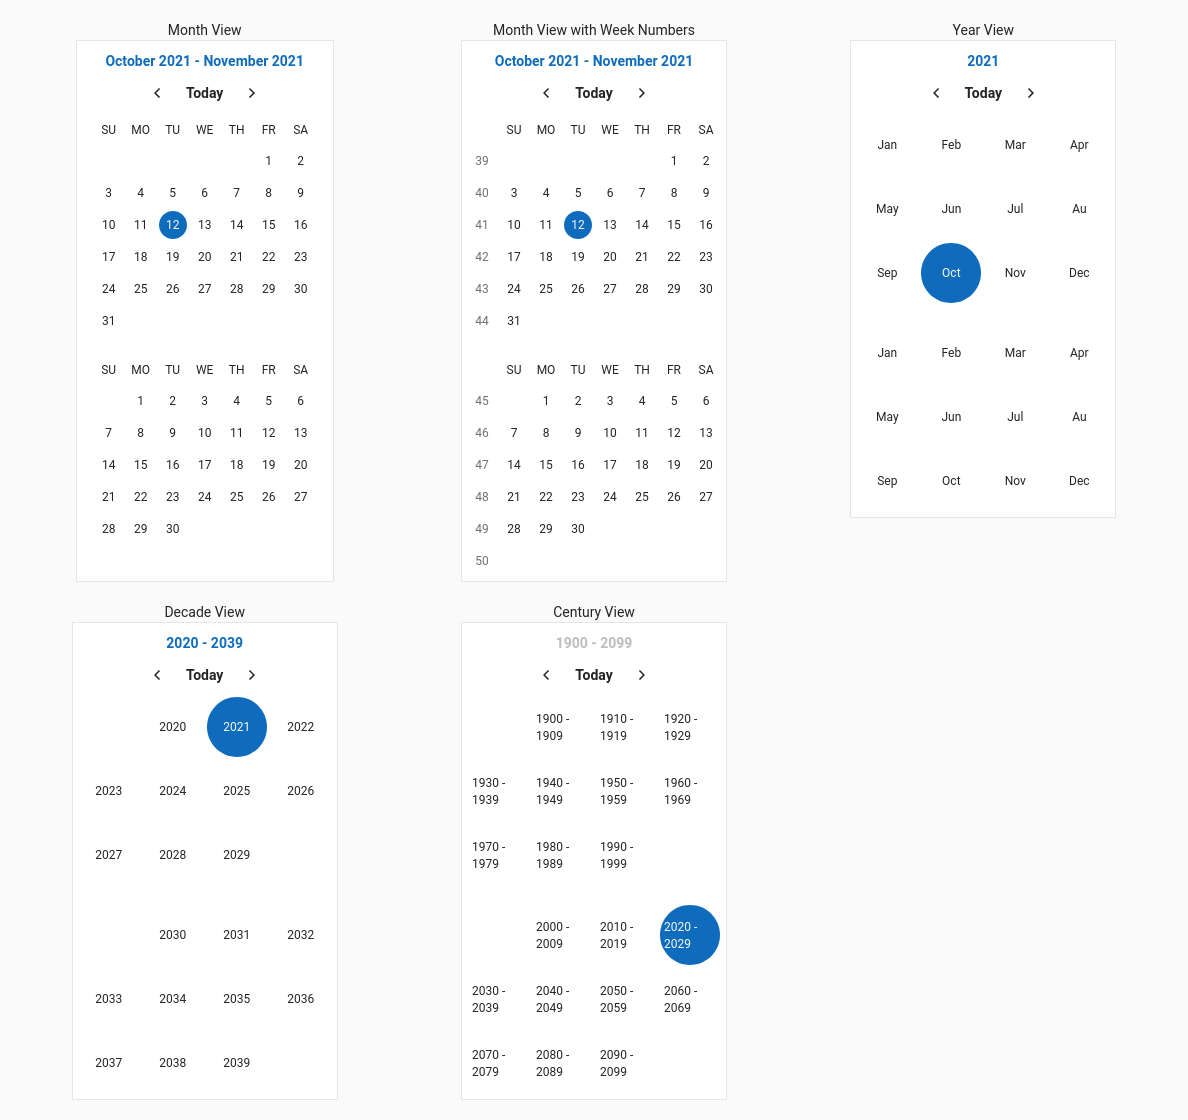 Month View
October 2021 - November 2021
Today
SU MO TU WE TH FR SA
1 2
3 4 5 6 7 8 9
10 11 12 13 14 15 16
17 18 19 20 21 22 23
24 25 26 27 28 29 30
31
SU MO TU WE TH FR SA
1 2 3 4 5 6
7 8 9 10 11 12 13
14 15 16 17 18 19 20
21 22 23 24 25 26 27
28 29 30
Month View with Week Numbers
October 2021 - November 2021
Today
SU MO TU WE TH FR SA
39 1 2
40 3 4 5 6 7 8 9
41 10 11 12 13 14 15 16
42 17 18 19 20 21 22 23
43 24 25 26 27 28 29 30
44 31
SU MO TU WE TH FR SA
45 1 2 3 4 5 6
46 7 8 9 10 11 12 13
47 14 15 16 17 18 19 20
48 21 22 23 24 25 26 27
49 28 29 30
50
Year View
2021
Today
Jan Feb Mar Apr
May Jun Jul Au
Sep Oct Nov Dec
Jan Feb Mar Apr
May Jun Jul Au
Sep Oct Nov Dec
Decade View
2020 - 2039
Today
2020 2021 2022
2023 2024 2025 2026
2027 2028 2029
2030 2031 2032
2033 2034 2035 2036
2037 2038 2039
Century View
1900 - 2099
Today
1900 - 1910 - 1920 -
1909 1919 1929
1930 - 1940 - 1950 - 1960 -
1939 1949 1959 1969
1970 - 1980 - 1990 -
1979 1989 1999
2000 - 2010 - 2020 -
2009 2019 2029
2030 - 2040 - 2050 - 2060 -
2039 2049 2059 2069
2070 - 2080 - 2090 -
2079 2089 2099